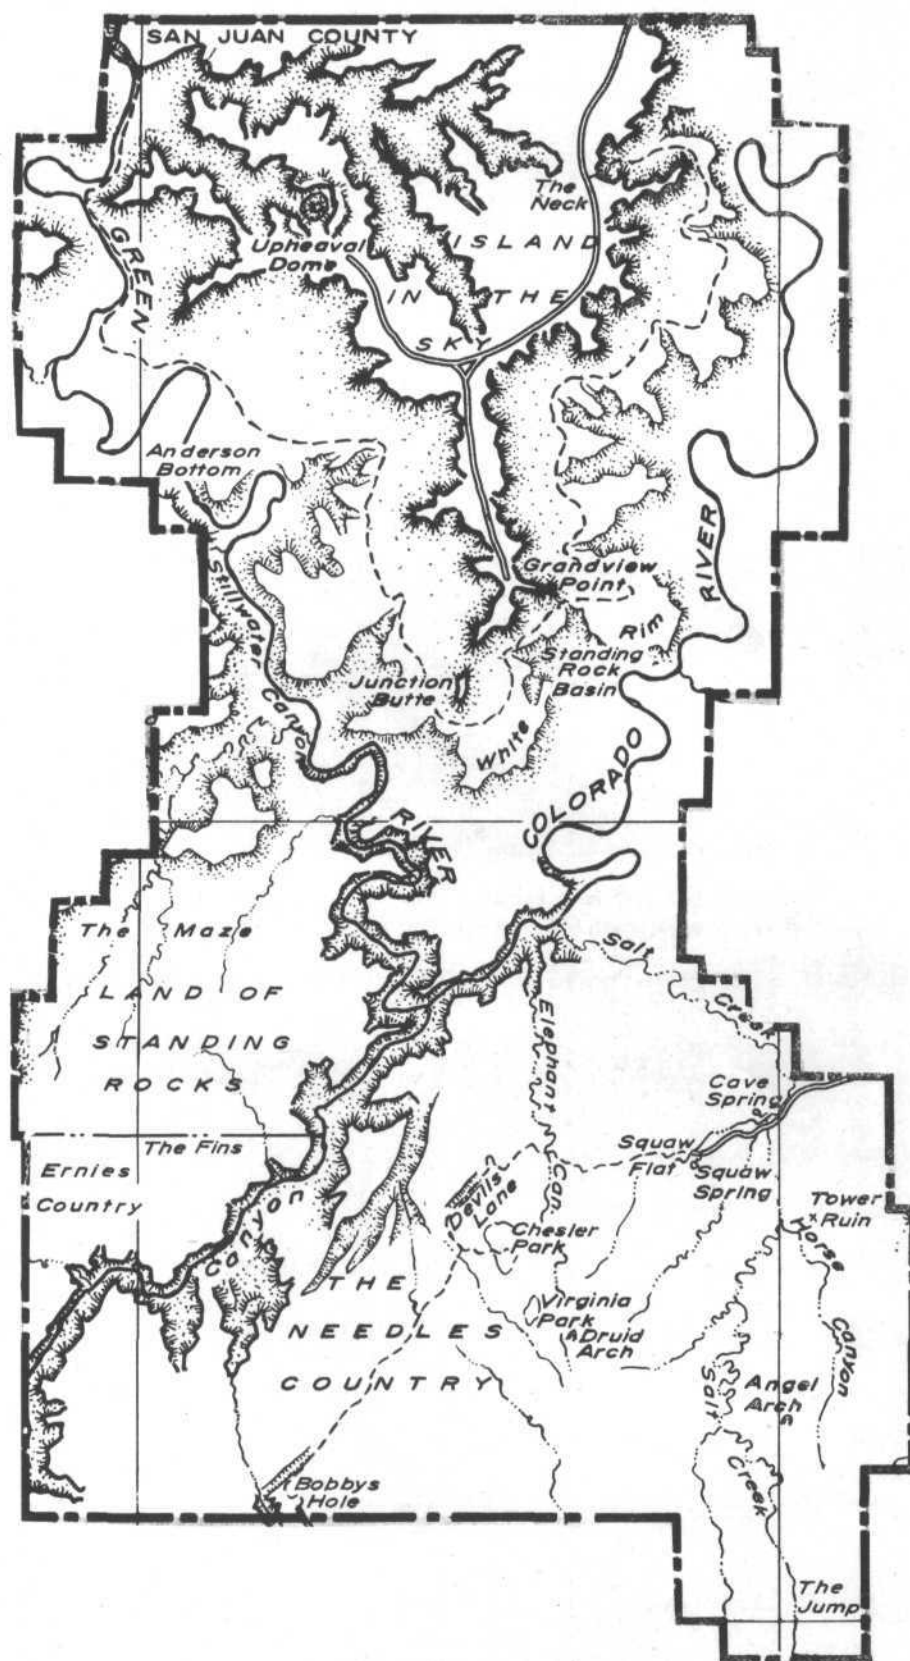 SAN JUAN COUNTY
The
Neck
GREEN
Upheaval
Dome
ISLAND
IN THE
SKY
Anderson
Bottom
RIVER
Stillwater Canyon
Grandview
Point
Rim
Standing
Rock
Basin
Junction
Butte
White
COLORADO
RIVER
The Maze
LAND OF
STANDING
ROCKS
Salt Creek
Elephant Can.
Cave
Spring
The Fins
Squaw
Flat
Squaw
Spring
Ernies
Country
Canyon
Devils
Lane
Tower
Ruin
Horse Canyon
Chesler
Park
THE
NEEDLES
COUNTRY
Virginia
Park
Druid
Arch
Angel
Arch
Salt Creek
Bobbys
Hole
The
Jump